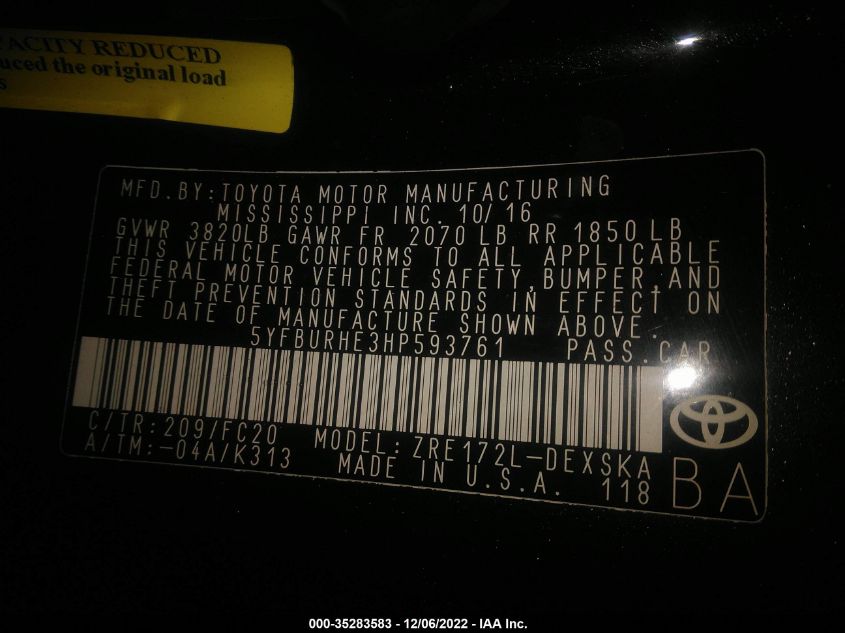 ACITY REDUCED
uced the original load
s
MFD.BY:TOYOTA MOTOR MANUFACTURING
MISSISSIPPI INC. 10/16
GVWR 3820LB GAWR FR 2070 LB RR 1850 LB
THIS VEHICLE CONFORMS TO ALL APPLICABLE
FEDERAL MOTOR VEHICLE SAFETY,BUMPER,AND
THEFT PREVENTION STANDARDS IN EFFECT ON
THE DATE OF MANUFACTURE SHOWN ABOVE.
5YFBURHE3HP593761 PASS.CAR
C/TR:209/FC20 MODEL:ZRE172L-DEXSKA
A/TM:-04A/K313 MADE IN U.S.A. 118 BA
000-35283583 - 12/06/2022 - IAA Inc.